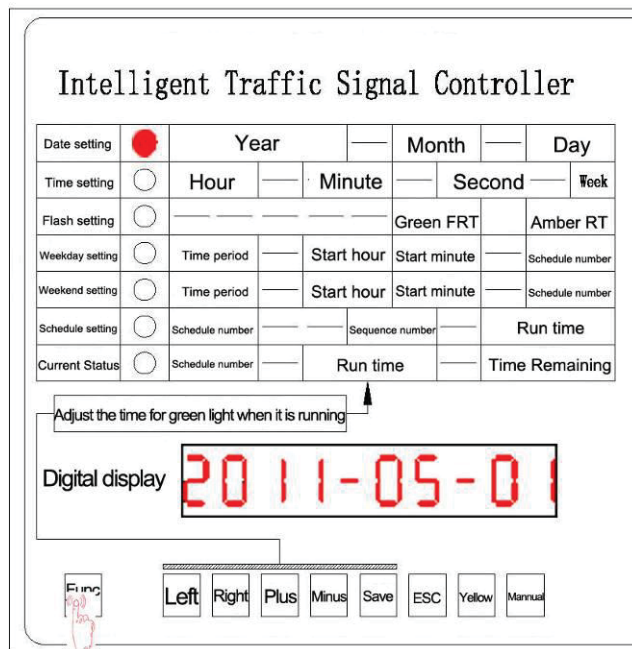 Intelligent Traffic Signal Controller
Date setting Year — Month — Day
Time setting Hour — Minute — Second — Week
Flash setting — — — — — Green FRT Amber RT
Weekday setting Time period — Start hour Start minute — Schedule number
Weekend setting Time period — Start hour Start minute — Schedule number
Schedule setting Schedule number — — Sequence number — Run time
Current Status Schedule number — Run time — Time Remaining
Adjust the time for green light when it is running
Digital display 2011-05-01
Func Left Right Plus Minus Save ESC Yellow Mannual